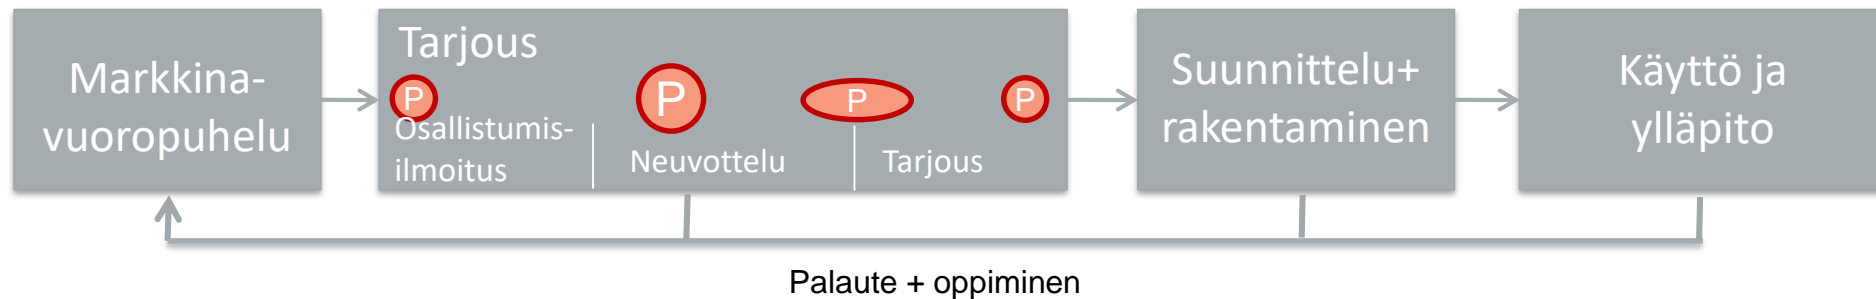 Markkina-
vuoropuhelu
Tarjous
P
P
P
P
Osallistumis-
ilmoitus
Neuvottelu
Tarjous
Suunnittelu+
rakentaminen
Käyttö ja
ylläpito
Palaute + oppiminen